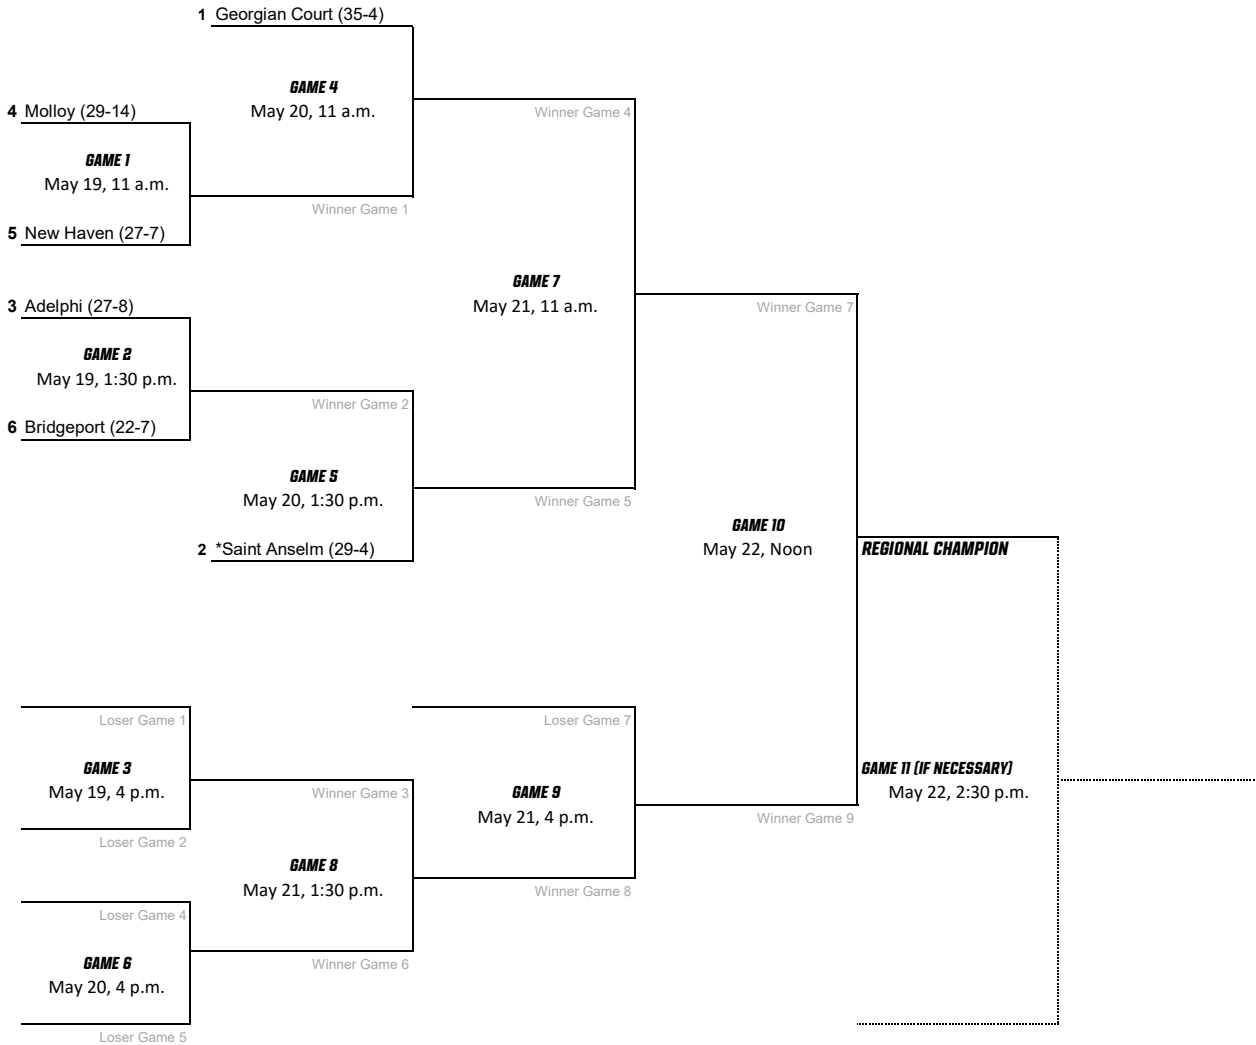 1 Georgian Court (35-4)
GAME 4
May 20, 11 a.m.
4 Molloy (29-14)
Winner Game 4
GAME 1
May 19, 11 a.m.
Winner Game 1
5 New Haven (27-7)
GAME 7
May 21, 11 a.m.
3 Adelphi (27-8)
Winner Game 7
GAME 2
May 19, 1:30 p.m.
Winner Game 2
6 Bridgeport (22-7)
GAME 5
May 20, 1:30 p.m.
Winner Game 5
GAME 10
May 22, Noon
2 *Saint Anselm (29-4)
REGIONAL CHAMPION
Loser Game 1
Loser Game 7
GAME 3
May 19, 4 p.m.
Winner Game 3
GAME 9
May 21, 4 p.m.
GAME 11 (IF NECESSARY)
May 22, 2:30 p.m.
Winner Game 9
Loser Game 2
GAME 8
May 21, 1:30 p.m.
Winner Game 8
Loser Game 4
GAME 6
May 20, 4 p.m.
Winner Game 6
Loser Game 5